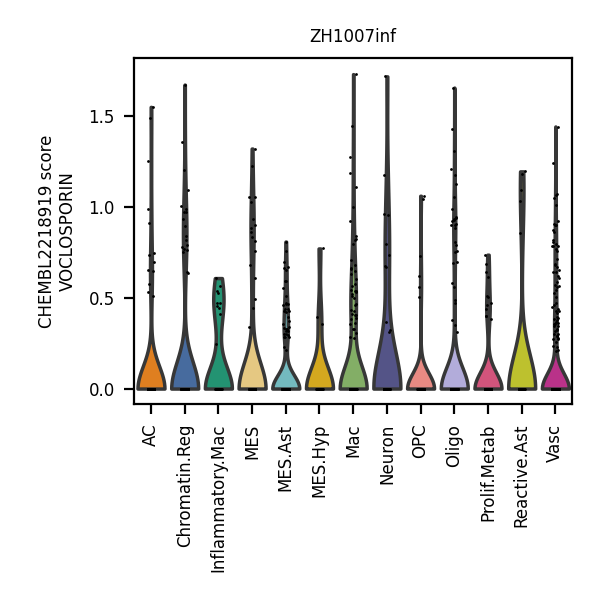 ZH1007inf
CHEMBL2218919 score
VOCLOSPORIN
1.5
1.0
0.5
0.0
AC
Chromatin.Reg
Inflammatory.Mac
MES
MES.Ast
MES.Hyp
Mac
Neuron
OPC
Oligo
Prolif.Metab
Reactive.Ast
Vasc